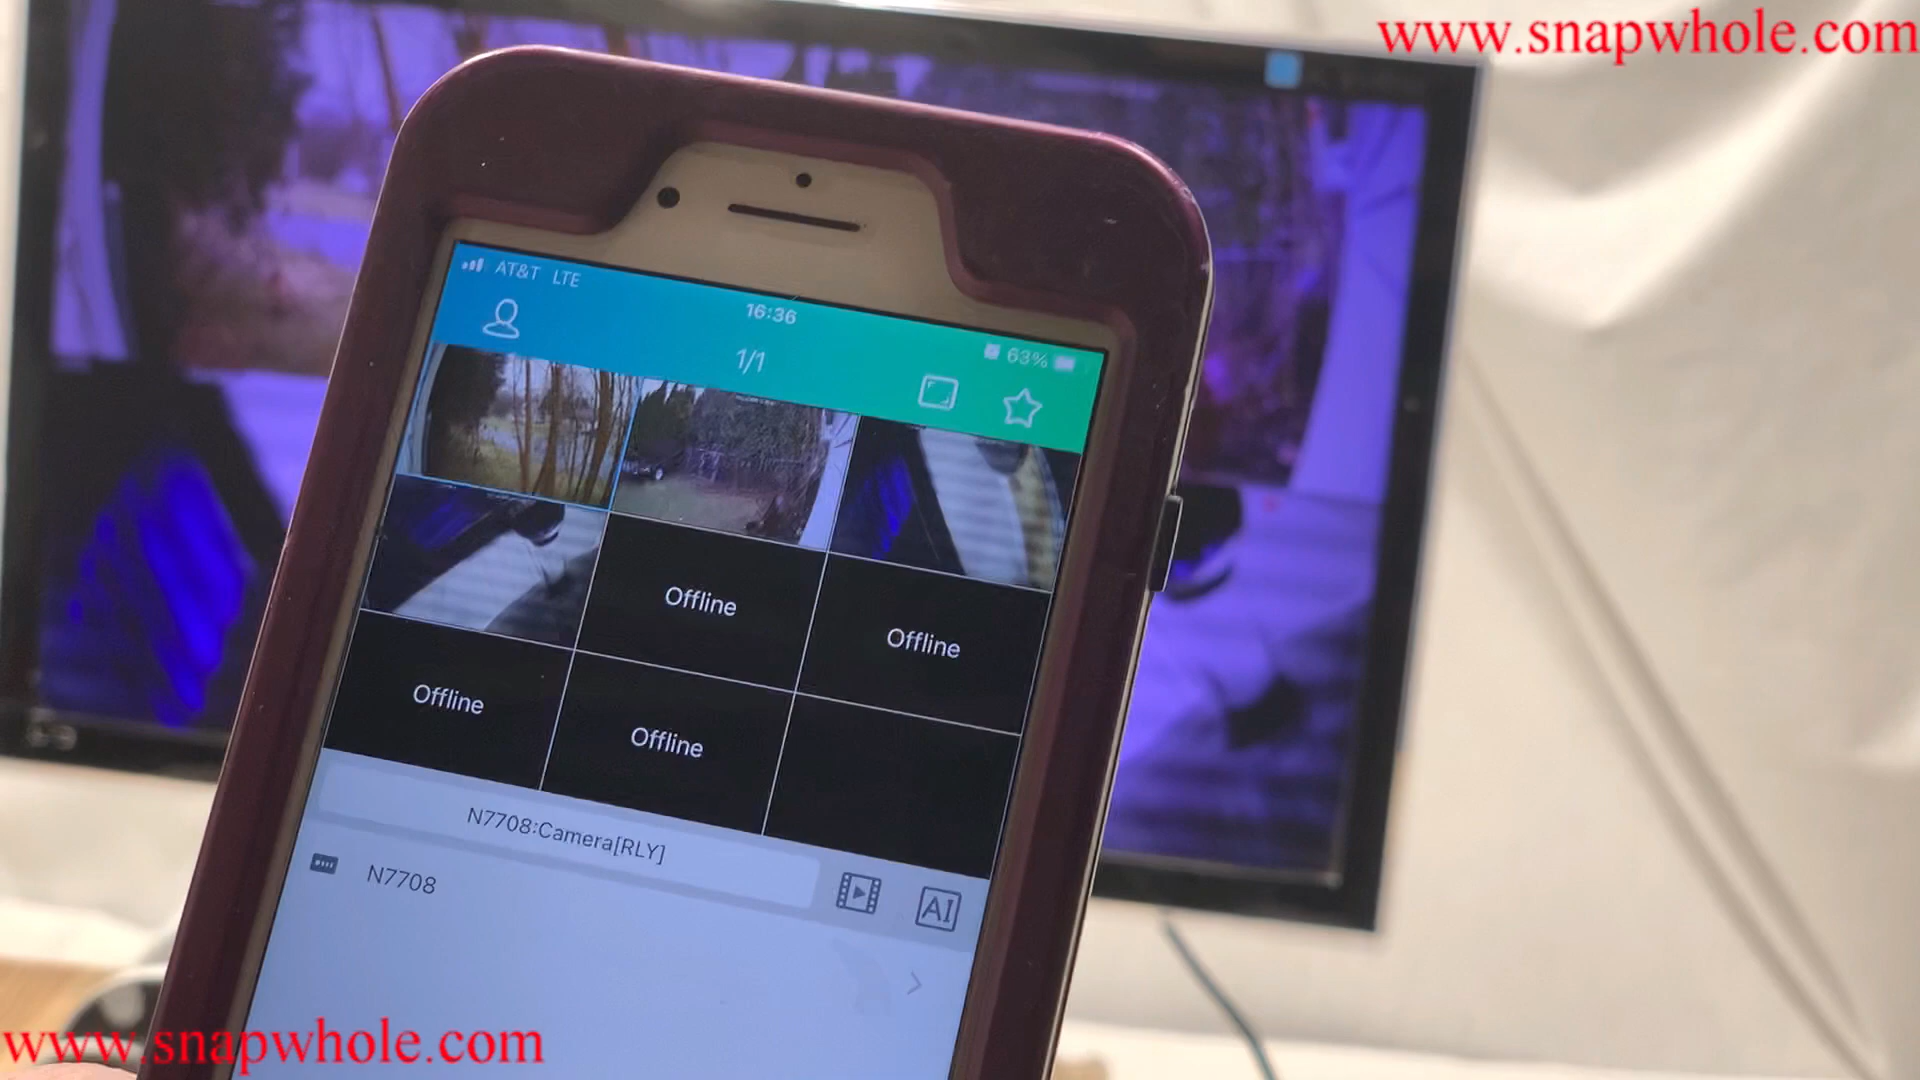 www.snapwhole.com
AT&T LTE
16:36
63%
1/1
Offline
Offline
Offline
Offline
N7708:Camera[RLY]
N7708
AI
www.snapwhole.com